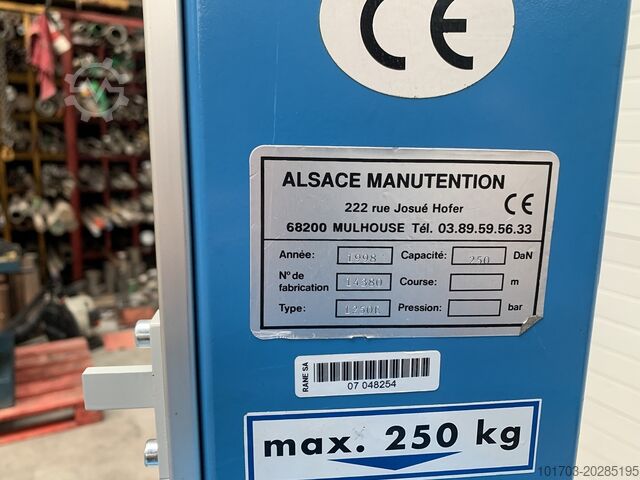 CE
ALSACE MANUTENTION
222 rue Josué Hofer CE
68200 MULHOUSE Tél. 03.89.59.56.33
Année: 1998 Capacité: 250 DaN
N° de fabrication 14380 Course: m
Type: Pression: bar
RANE SA
07 048254
max. 250 kg
101703-20285195